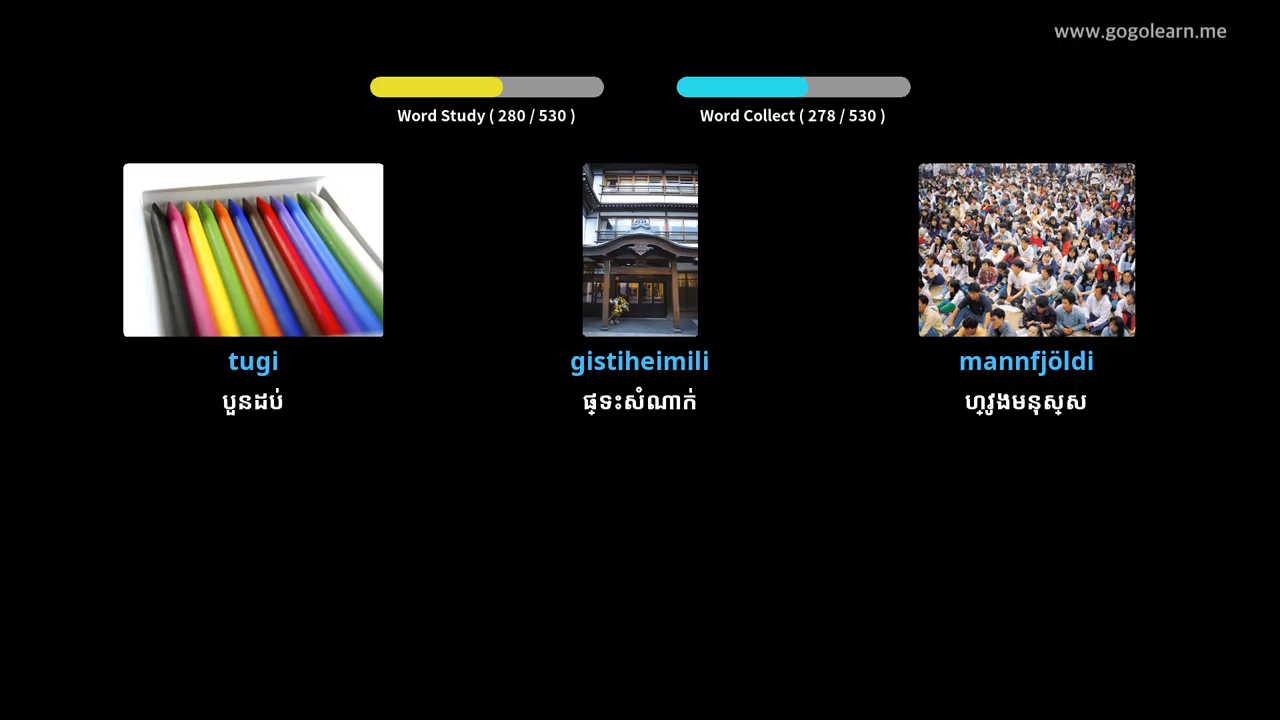 www.gogolearn.me
Word Study ( 280 / 530 )
Word Collect ( 278 / 530 )
tugi
gistiheimili
mannfjöldi
បួនដប់
ផ្ទះសំណាក់
ហ្វូងមនុស្ស